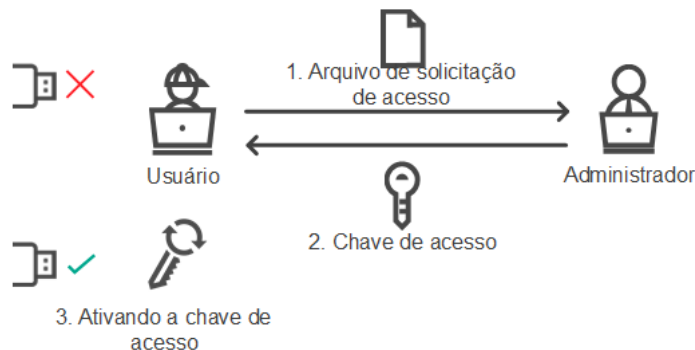 1. Arquivo de solicitação
de acesso
Usuário
Administrador
2. Chave de acesso
3. Ativando a chave de
acesso